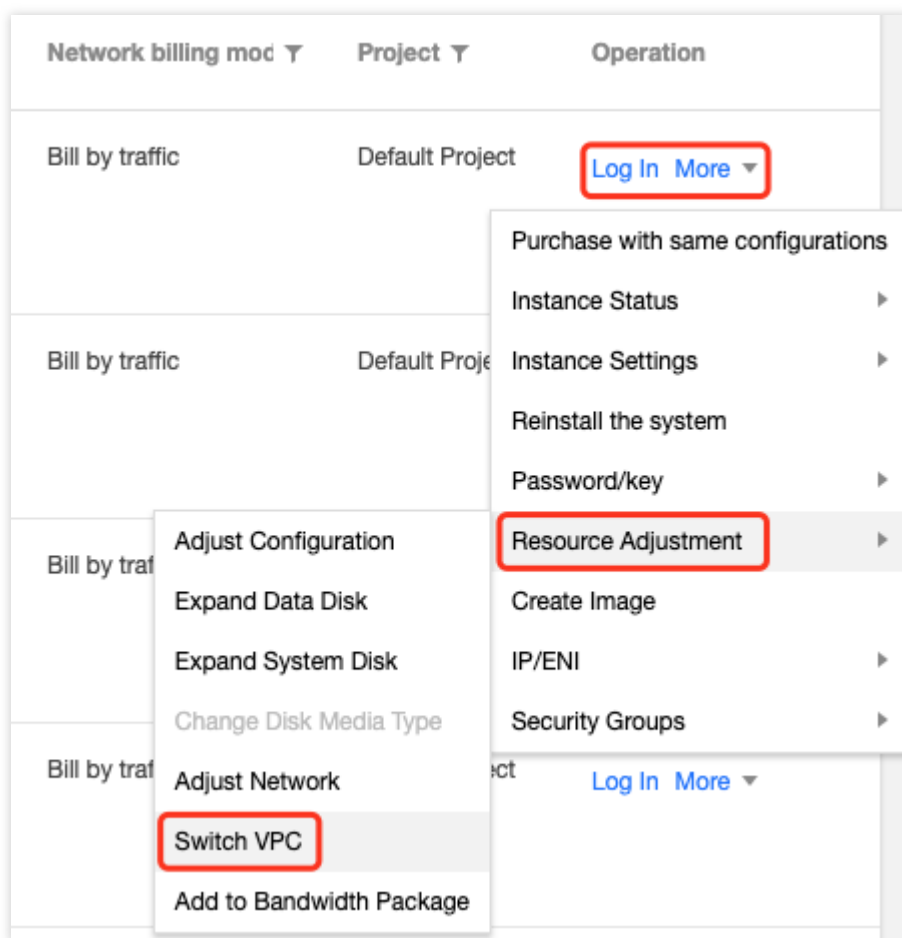 Network billing mod Project Operation
Bill by traffic Default Project Log In More
Purchase with same configurations
Instance Status
Bill by traffic Default Proje Instance Settings
Reinstall the system
Password/key
Adjust Configuration Resource Adjustment
Bill by traf
Expand Data Disk Create Image
Expand System Disk IP/ENI
Change Disk Media Type Security Groups
Bill by traf Adjust Network ect Log In More
Switch VPC
Add to Bandwidth Package